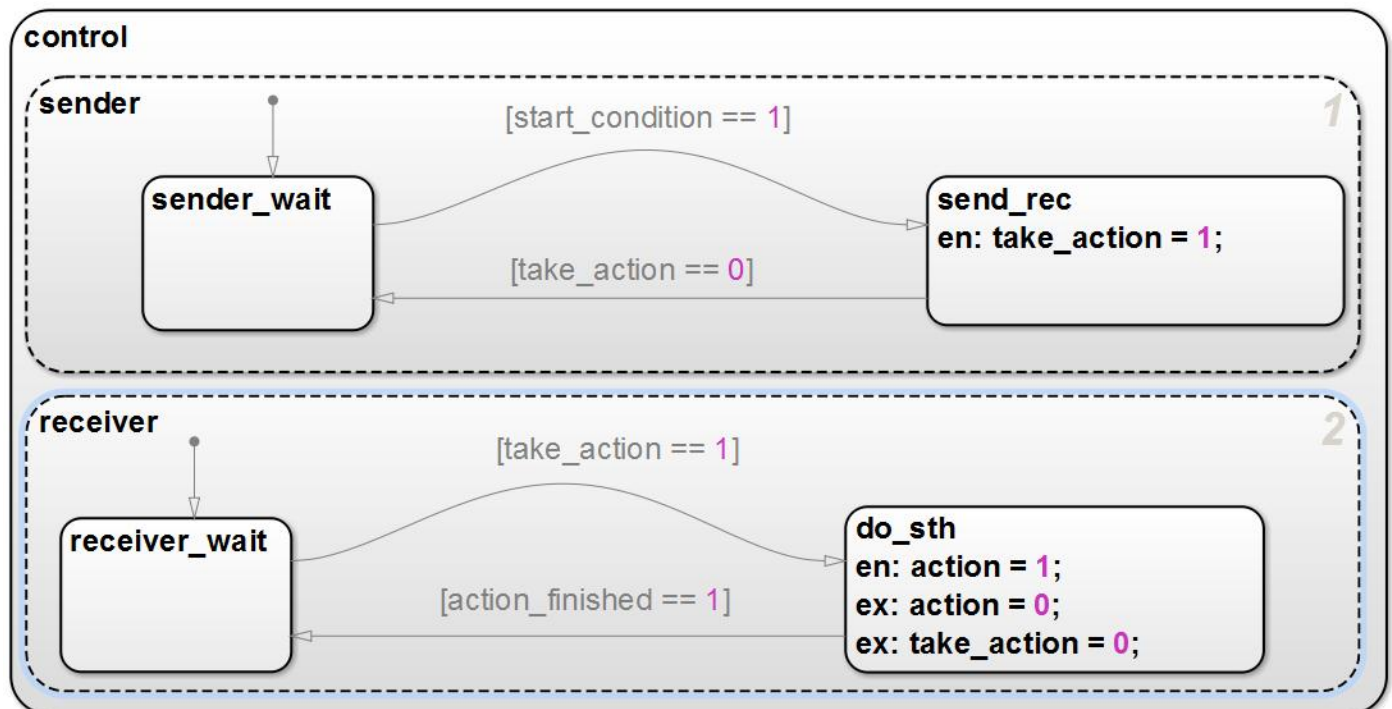 control
sender
1
[start_condition == 1]
sender_wait
send_rec
en: take_action = 1;
[take_action == 0]
receiver
2
[take_action == 1]
receiver_wait
do_sth
en: action = 1;
ex: action = 0;
ex: take_action = 0;
[action_finished == 1]